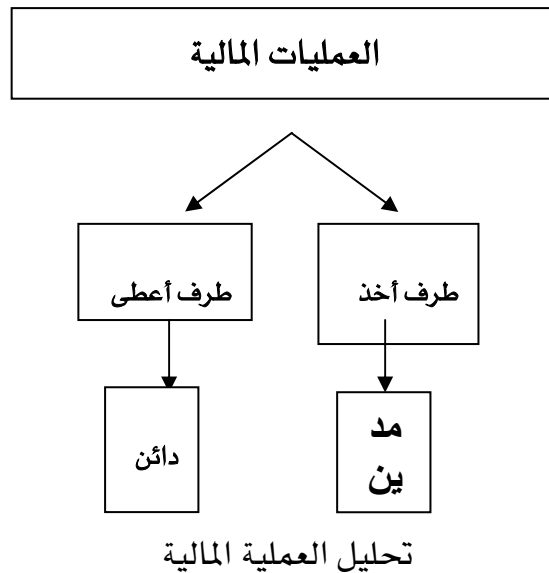 العمليات المالية
طرف أخذ
طرف أعطى
مد
ين
دائن
تحليل العملية المالية